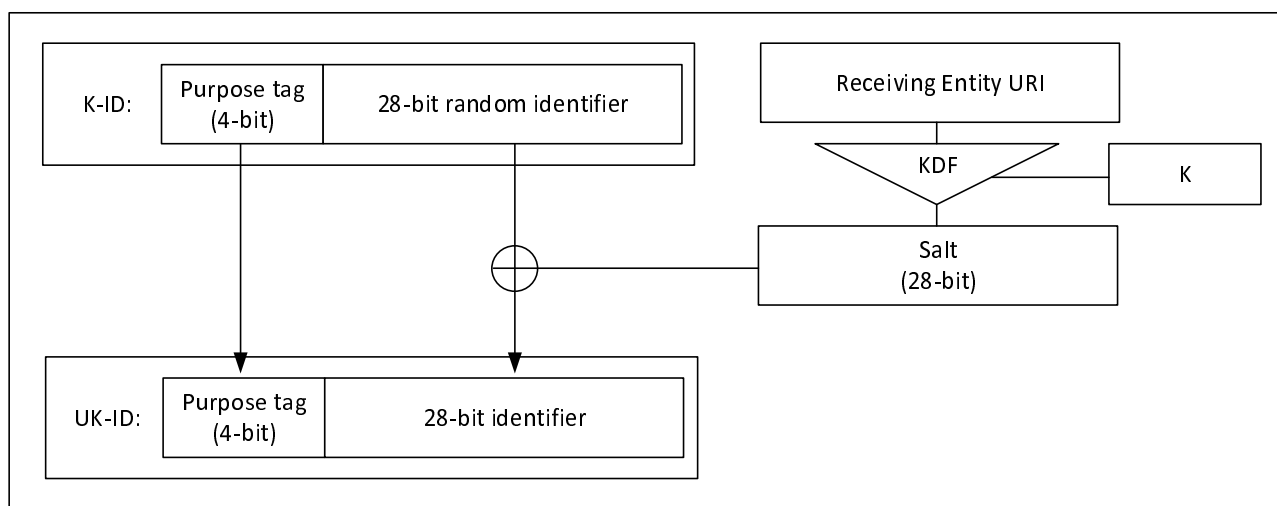 K-ID:
Purpose tag
(4-bit)
28-bit random identifier
Receiving Entity URI
KDF
K
Salt
(28-bit)
UK-ID:
Purpose tag
(4-bit)
28-bit identifier